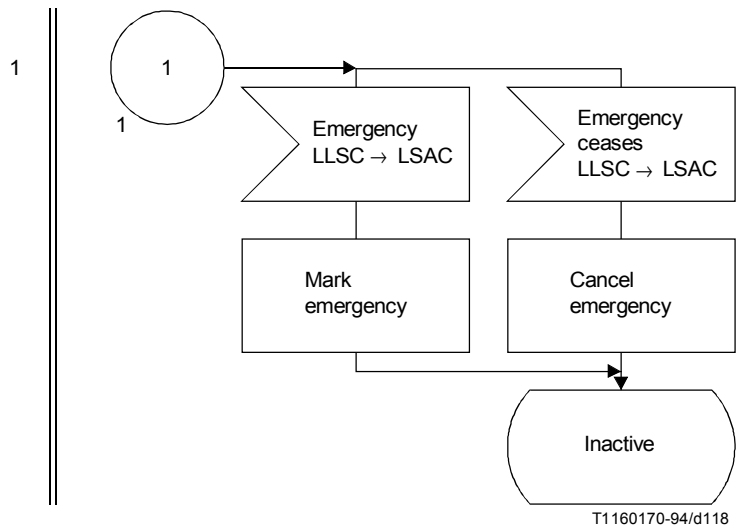 1
1
1
Emergency
LLSC → LSAC
Emergency
ceases
LLSC → LSAC
Mark
emergency
Cancel
emergency
Inactive
T1160170-94/d118